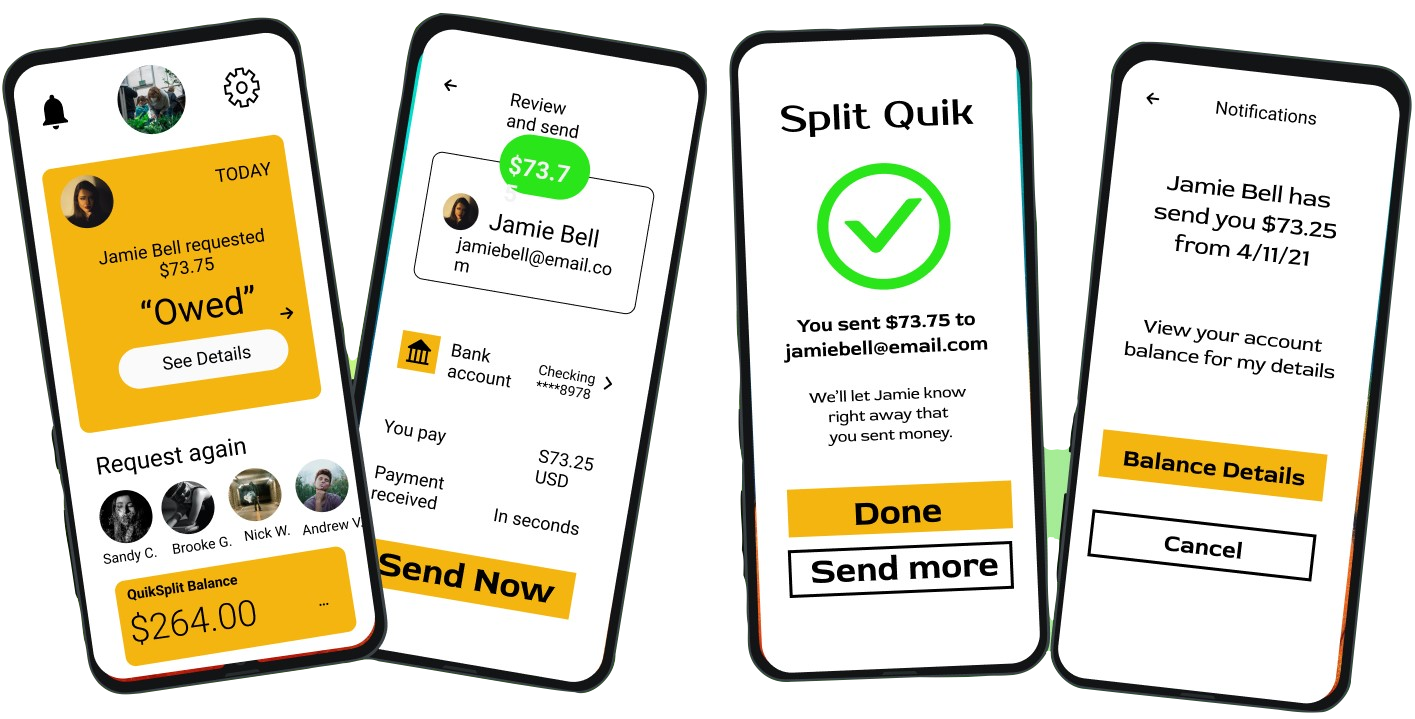 TODAY
Jamie Bell requested
$73.75
“Owed”
See Details
Request again
Sandy C.
Brooke G.
Nick W.
Andrew V.
QuikSplit Balance
$264.00
...
Review
and send
$73.7
5
Jamie Bell
jamiebell@email.co
m
Bank
account
Checking
****8978
You pay
S73.25
USD
Payment
received
In seconds
Send Now
Split Quik
You sent $73.75 to
jamiebell@email.com
We’ll let Jamie know
right away that
you sent money.
Done
Send more
Notifications
Jamie Bell has
send you $73.25
from 4/11/21
View your account
balance for my details
Balance Details
Cancel